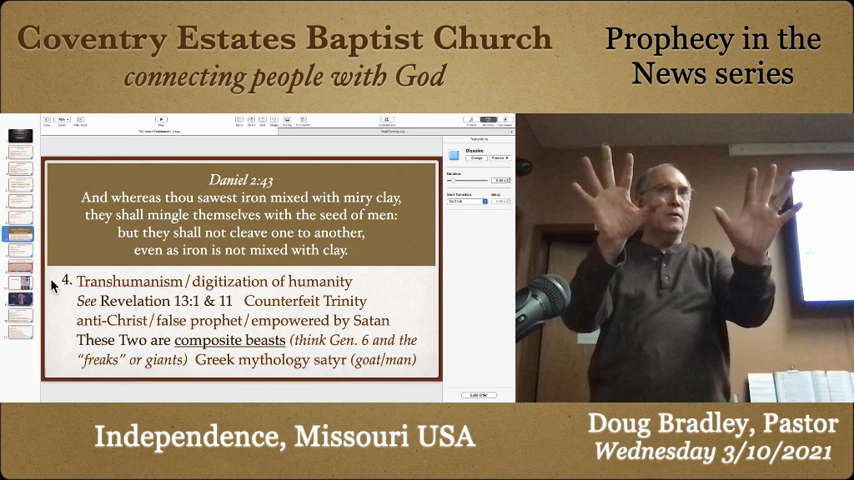 Coventry Estates Baptist Church
connecting people with God
Prophecy in the
News series
Dissolve
Daniel 2:43
And whereas thou sawest iron mixed with miry clay,
they shall mingle themselves with the seed of men:
but they shall not cleave one to another,
even as iron is not mixed with clay.
4. Transhumanism/digitization of humanity
See Revelation 13:1 & 11 Counterfeit Trinity
anti-Christ/false prophet/empowered by Satan
These Two are composite beasts (think Gen. 6 and the
“freaks” or giants) Greek mythology satyr (goat/man)
Build Order
Independence, Missouri USA
Doug Bradley, Pastor
Wednesday 3/10/2021